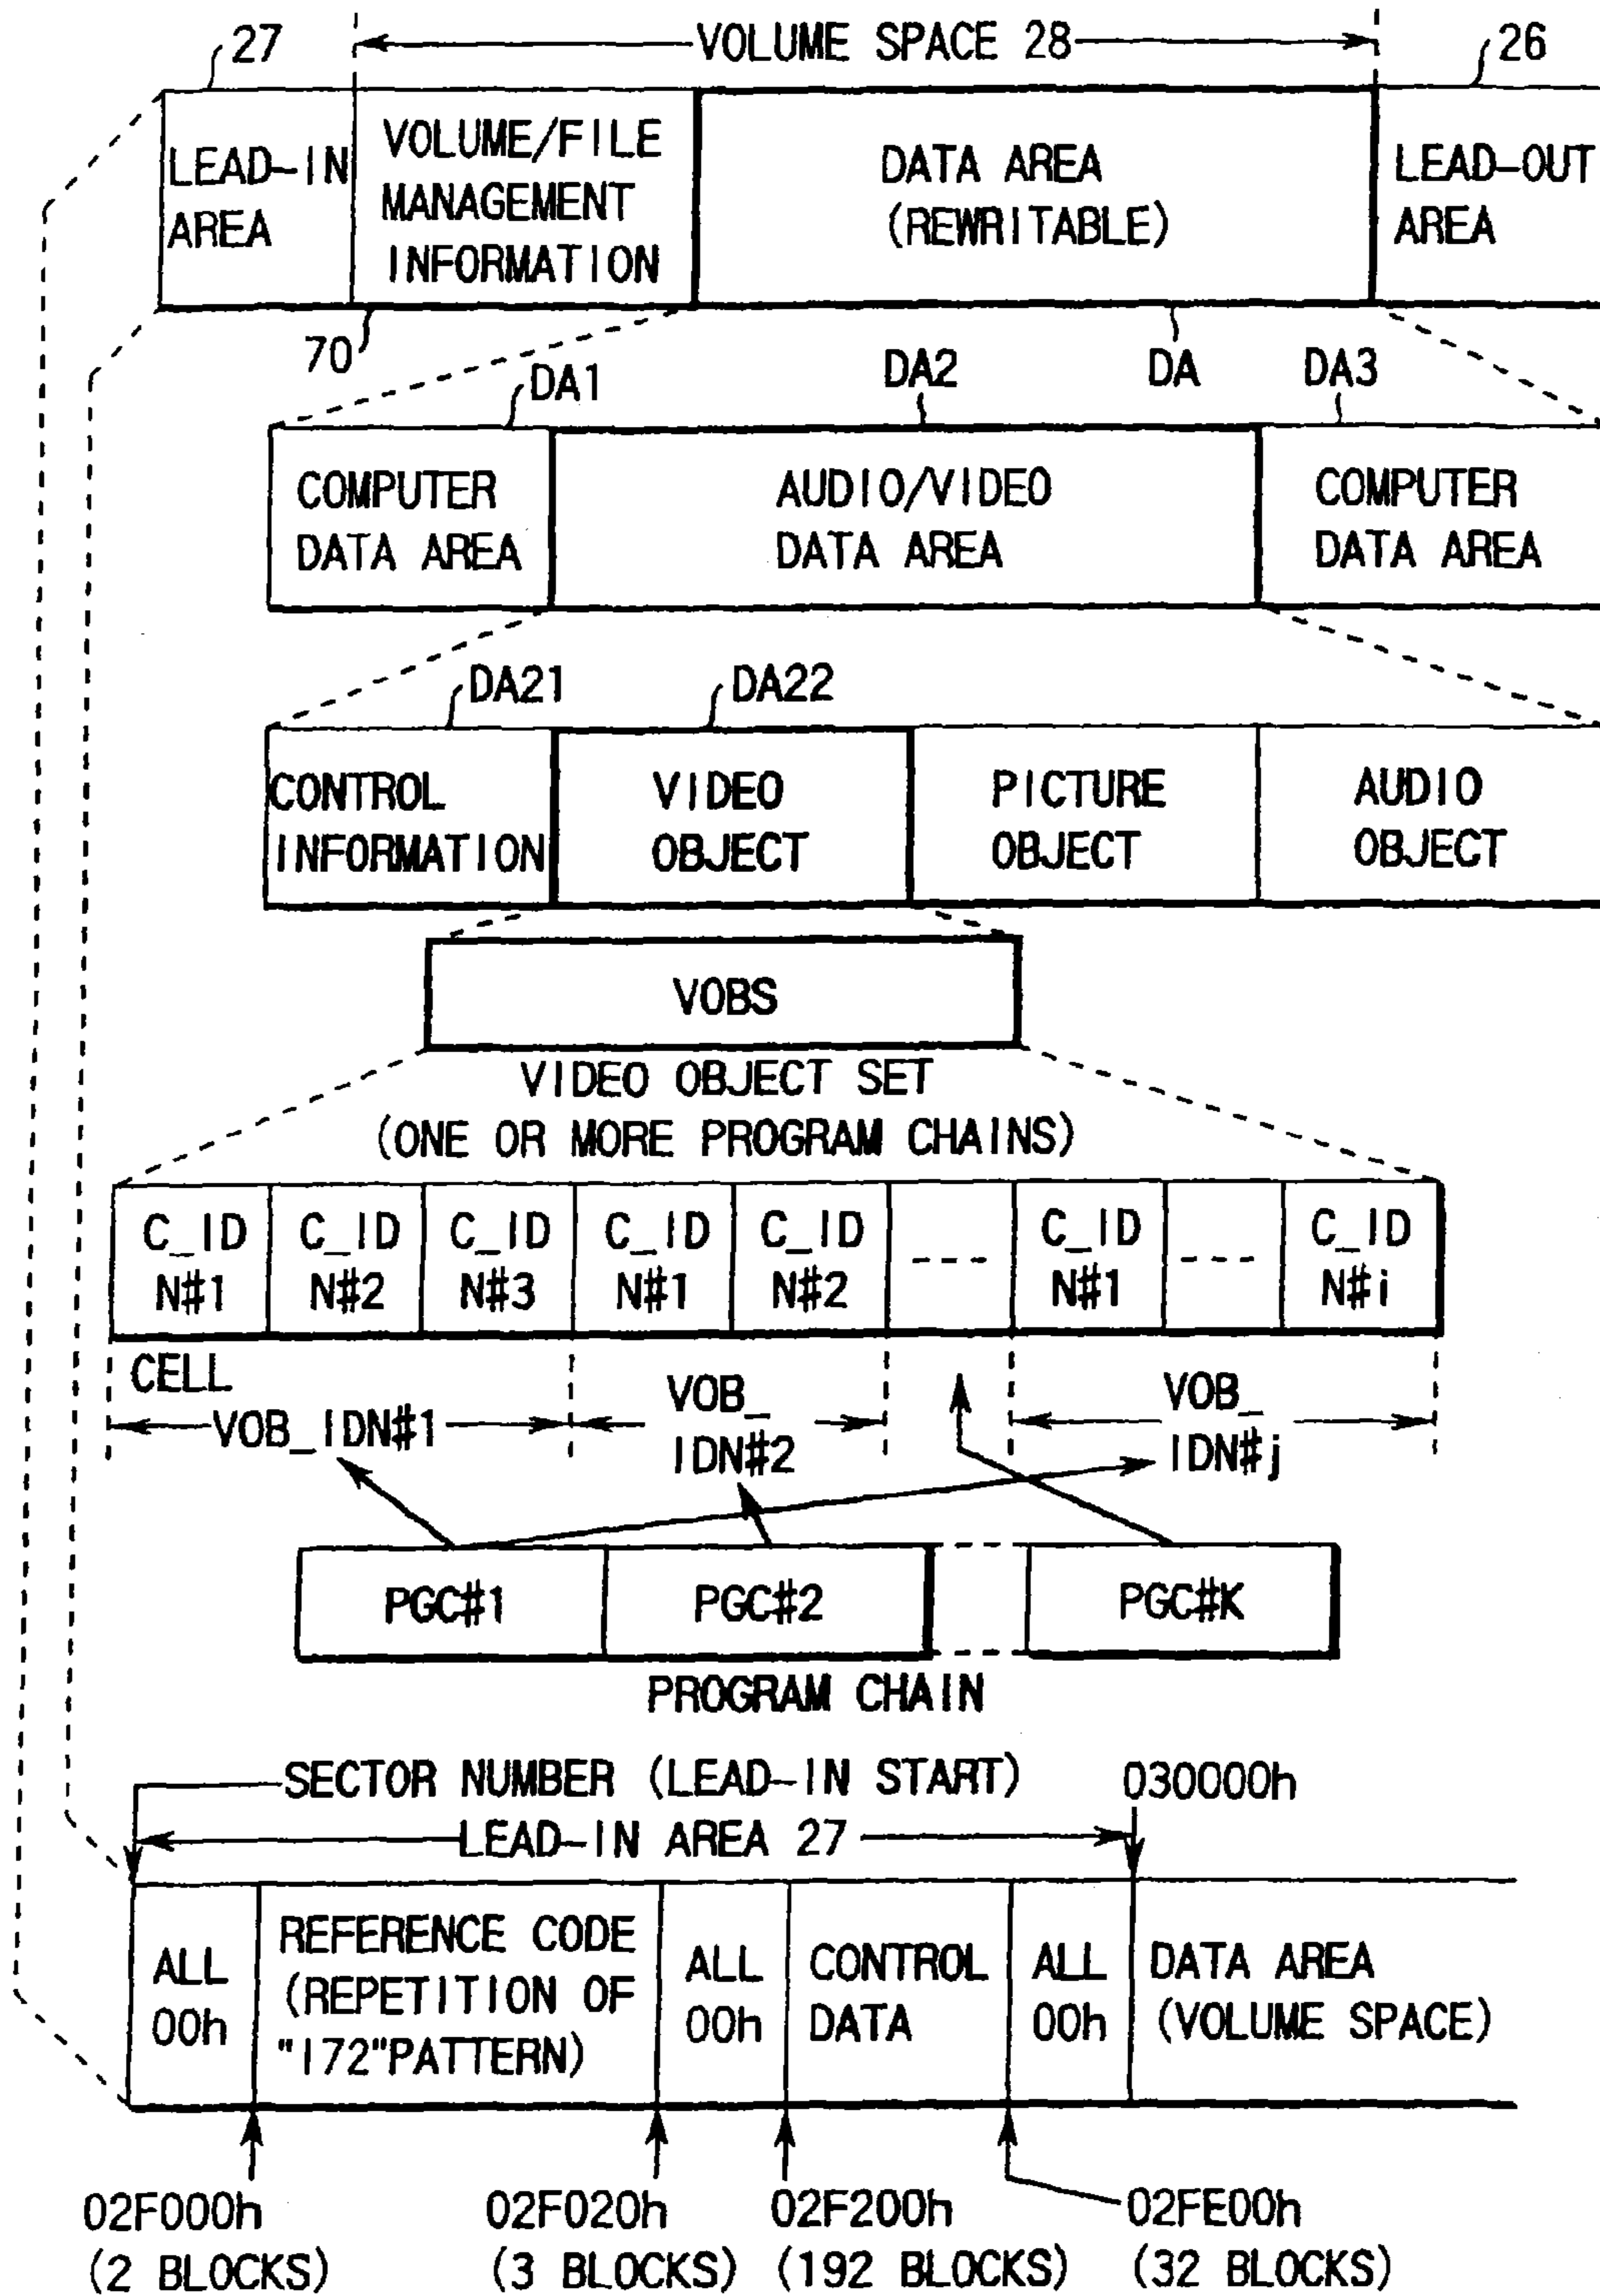 27
VOLUME SPACE 28
26
LEAD-IN
AREA
VOLUME/FILE
MANAGEMENT
INFORMATION
DATA AREA
(REWRITABLE)
LEAD-OUT
AREA
70
DA1
DA2
DA
DA3
COMPUTER
DATA AREA
AUDIO/VIDEO
DATA AREA
COMPUTER
DATA AREA
DA21
DA22
CONTROL
INFORMATION
VIDEO
OBJECT
PICTURE
OBJECT
AUDIO
OBJECT
VOBS
VIDEO OBJECT SET
(ONE OR MORE PROGRAM CHAINS)
C_ID
N#1
C_ID
N#2
C_ID
N#3
C_ID
N#1
C_ID
N#2
----
C_ID
N#1
----
C_ID
N#i
CELL
VOB_IDN#1
VOB_
IDN#2
VOB_
IDN#j
PGC#1
PGC#2
PGC#K
PROGRAM CHAIN
SECTOR NUMBER (LEAD-IN START)
030000h
LEAD-IN AREA 27
ALL
00h
REFERENCE CODE
(REPETITION OF
"172"PATTERN)
ALL
00h
CONTROL
DATA
ALL
00h
DATA AREA
(VOLUME SPACE)
02F000h
(2 BLOCKS)
02F020h
(3 BLOCKS)
02F200h
(192 BLOCKS)
02FE00h
(32 BLOCKS)